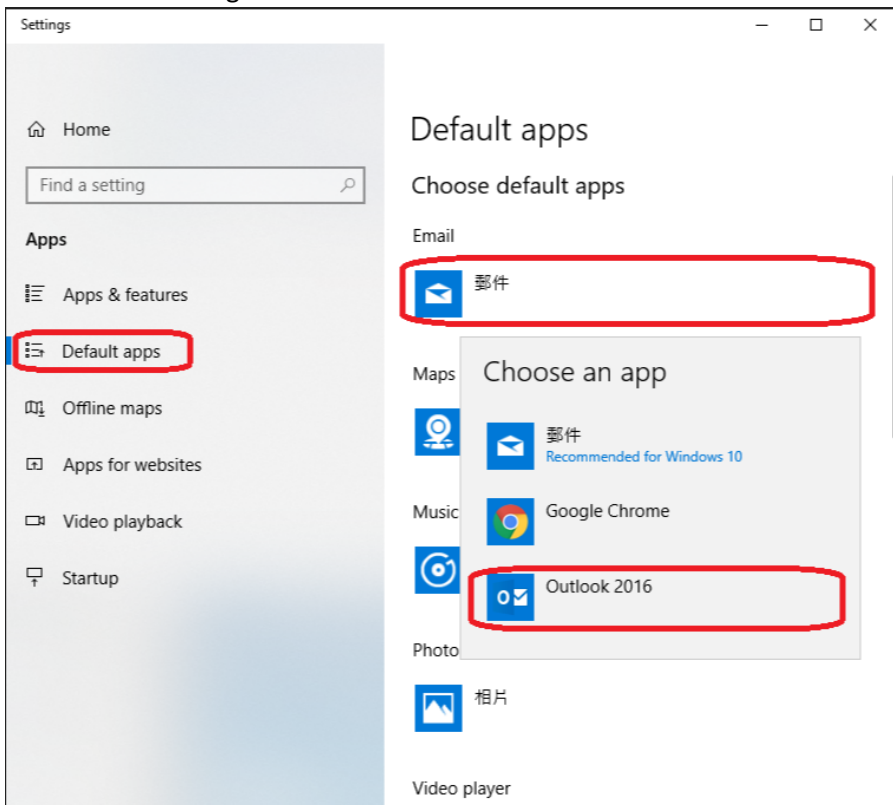 Settings
Home
Find a setting
Apps
Apps & features
Default apps
Offline maps
Apps for websites
Video playback
Startup
Default apps
Choose default apps
Email
郵件
Maps
Choose an app
郵件
Recommended for Windows 10
Google Chrome
Outlook 2016
Music
Photo
相片
Video player